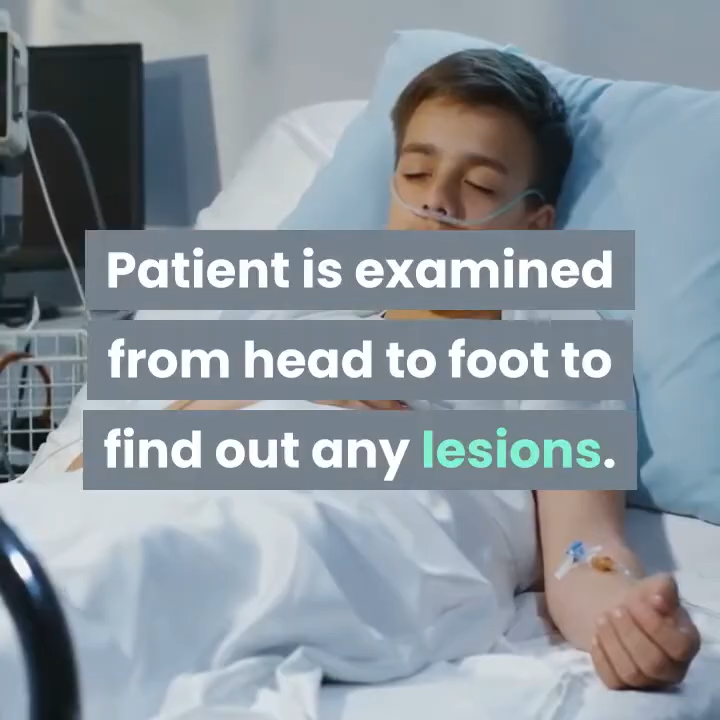 Patient is examined
from head to foot to
find out any lesions.